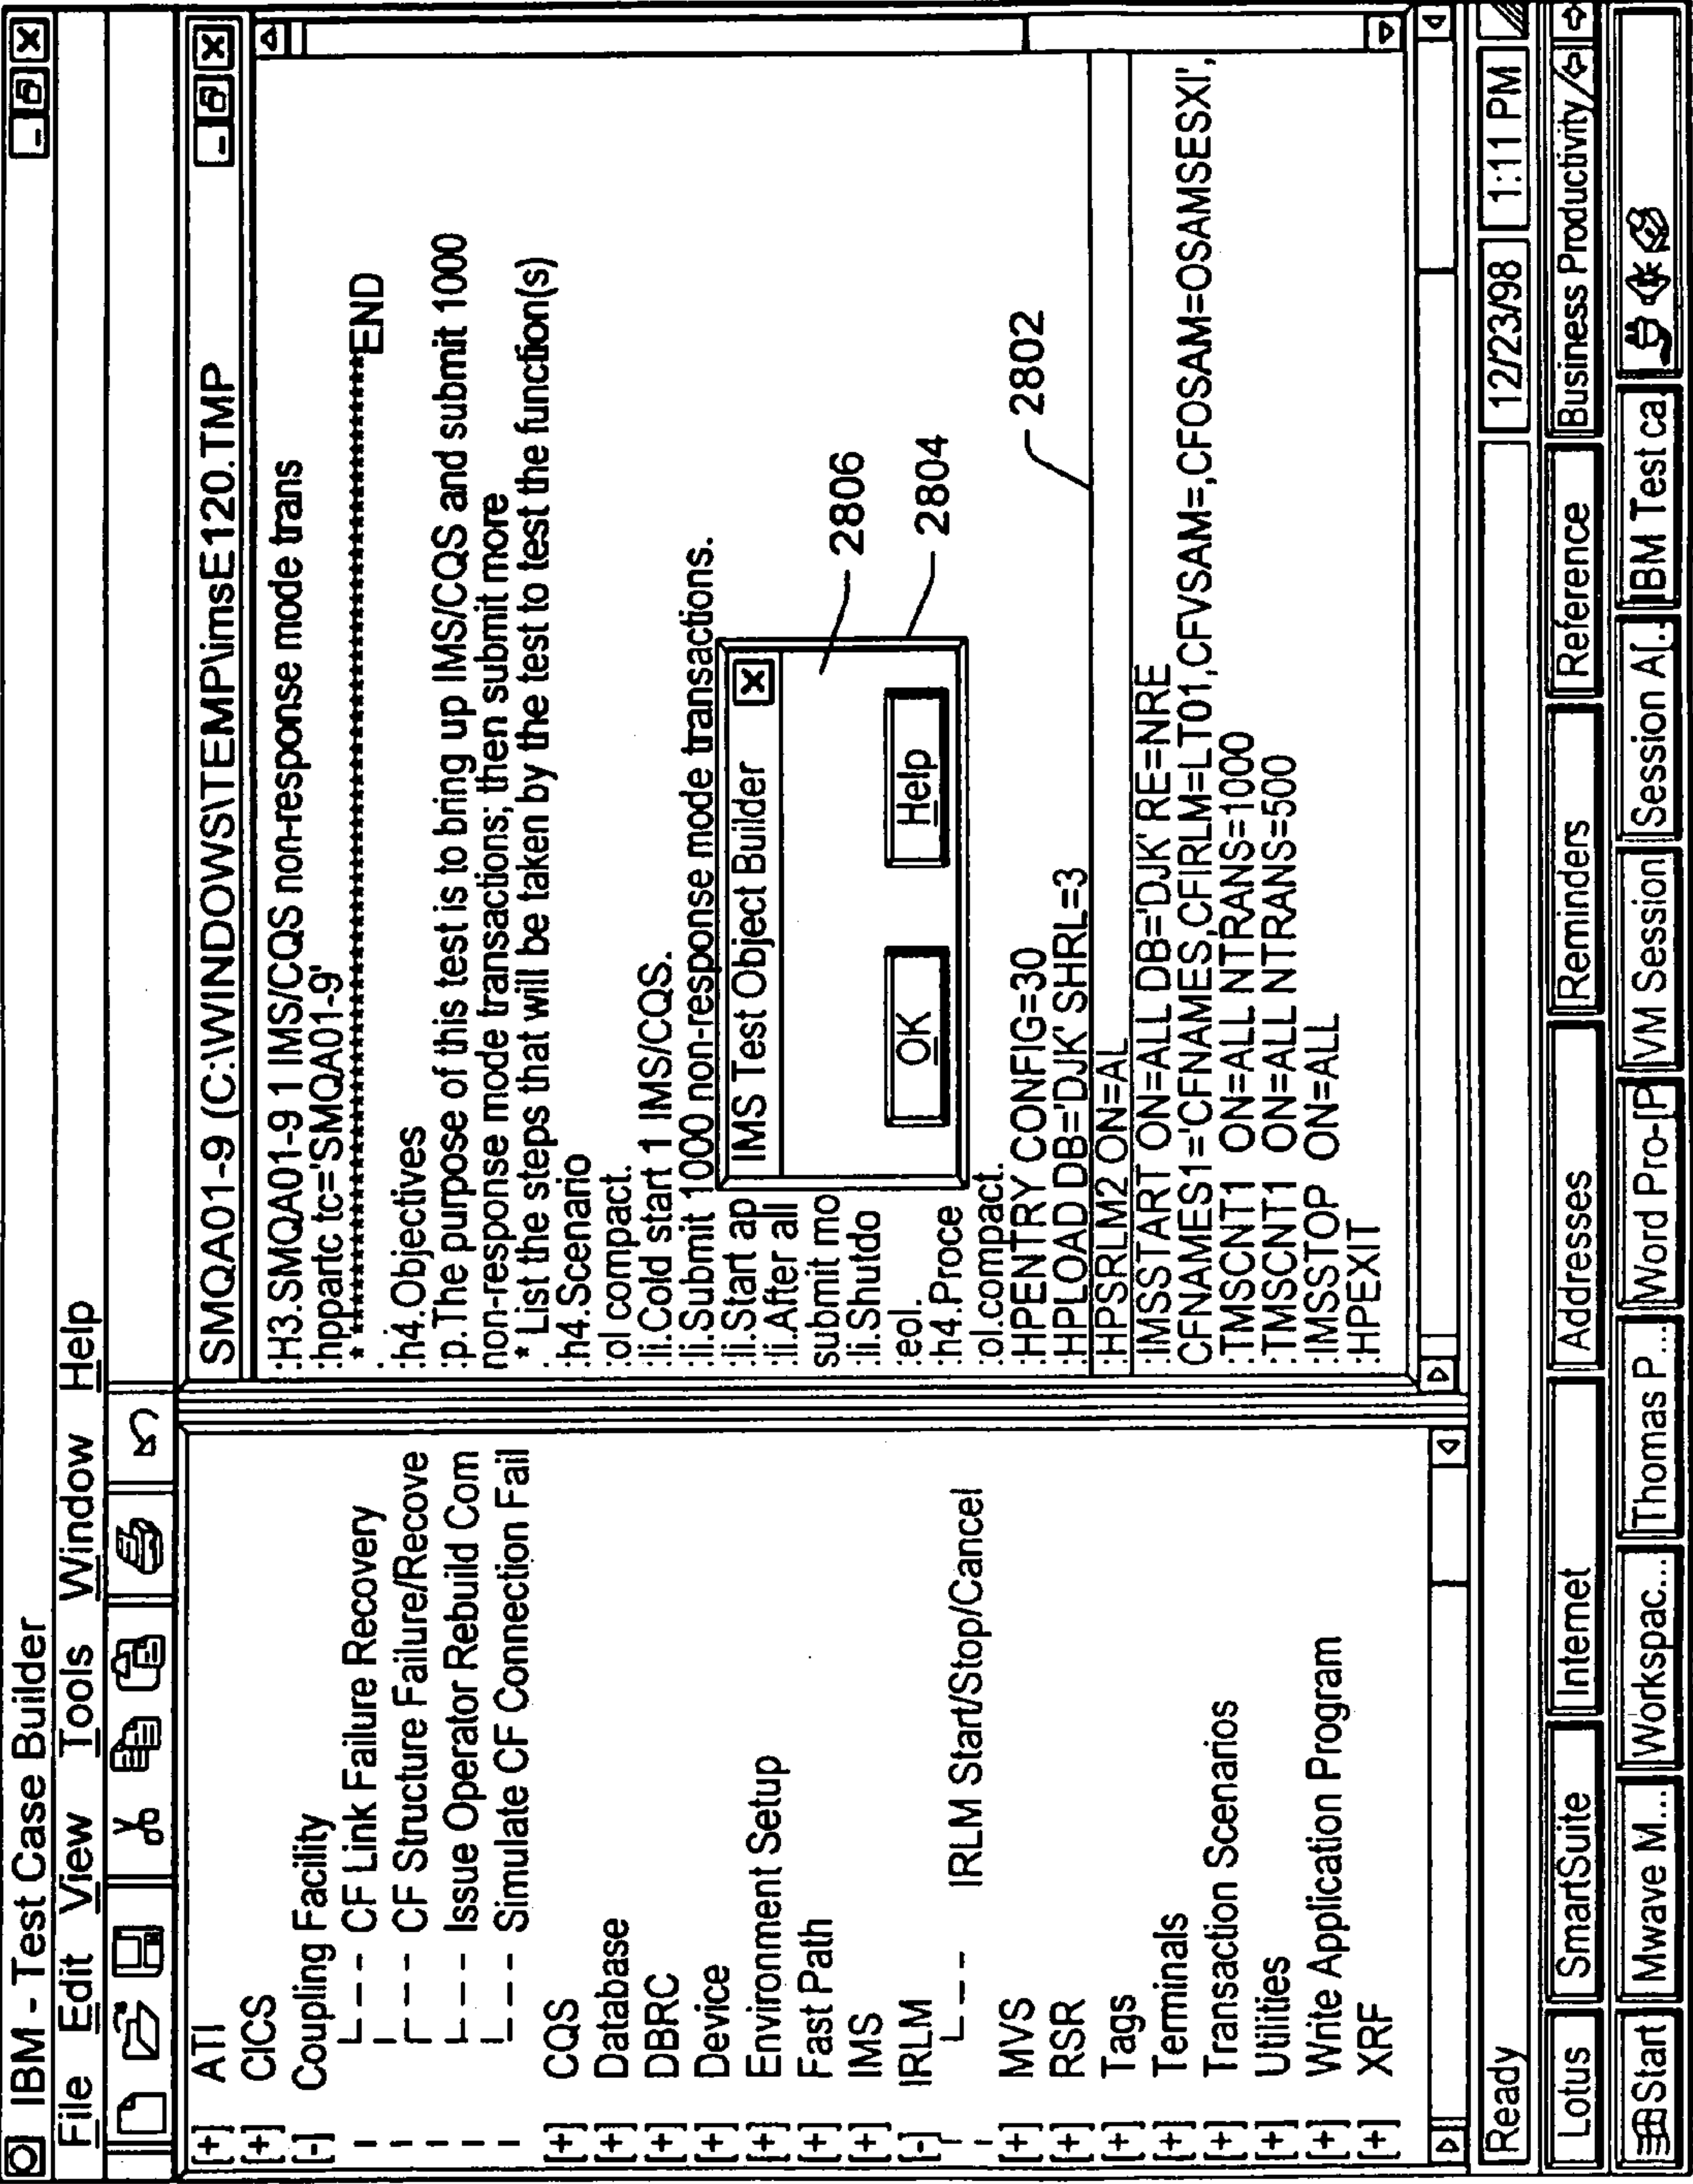 IBM - Test Case Builder
File Edit View Tools Window Help
[+] ATI
[+] CICS
[-] Coupling Facility
CF Link Failure Recovery
CF Structure Failure/Recove
Issue Operator Rebuild Com
Simulate CF Connection Fail
[+] CQS
[+] Database
[+] DBRC
[+] Device
[+] Environment Setup
[+] Fast Path
[+] IMS
[-] IRLM
IRLM Start/Stop/Cancel
[+] MVS
[+] RSR
[+] Tags
[+] Terminals
[+] Transaction Scenarios
[+] Utilities
[+] Write Application Program
[+] XRF
SMQA01-9 (C:\WINDOWS\TEMP\imsE120.TMP
:H3.SMQA01-9 1 IMS/CQS non-response mode trans
:hppartc tc='SMQA01-9'
END
:h4.Objectives
:p.The purpose of this test is to bring up IMS/CQS and submit 1000
non-response mode transactions; then submit more
.* List the steps that will be taken by the test to test the function(s)
:h4.Scenario
:ol compact.
:li.Cold start 1 IMS/CQS.
:li.Submit 1000 non-response mode transactions.
:li.Start ap
:li.After all
submit mo
:li.Shutdo
:eol.
:h4.Proce
:ol.compact.
:HPENTRY CONFIG=30
:HPLOAD DB='DJK' SHRL=3
:HPSRLM2 ON=AL
:IMSSTART ON=ALL DB='DJK' RE=NRE
CFNAMES1='CFNAMES,CFIRLM=LT01,CFVSAM=,CFOSAM=OSAMSESXI',
:TMSCNT1 ON=ALL NTRANS=1000
:TMSCNT1 ON=ALL NTRANS=500
:IMSSTOP ON=ALL
:HPEXIT
IMS Test Object Builder
OK Help
2806
2804
2802
Ready
12/23/98 1:11 PM
Lotus SmartSuite Internet Addresses Reminders Reference Business Productivity
Start Mwave M... Workspac... Thomas P... Word Pro-[P VM Session Session A[.. IBM Test ca